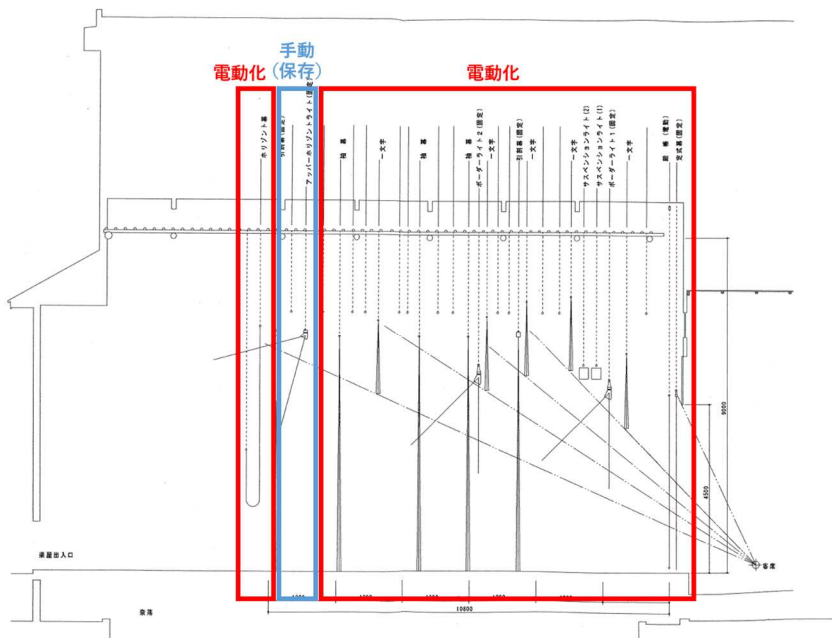 手動
電動化
(保存)
電動化
ホリゾント幕
アッパーホリゾントライト(固定)
袖幕
一文字
袖幕
袖幕
ボーダーライト2(固定)
一文字
引割幕(固定)
一文字
一文字
サスペンションライト(2)
サスペンションライト(1)
ボーダーライト1(固定)
一文字
緞帳(電動)
定式幕(固定)
9000
4500
楽屋出入口
客席
10800
奈落